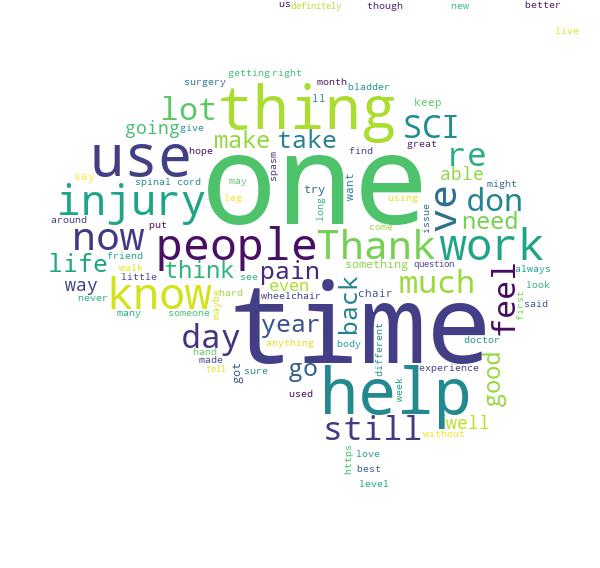 us definitely though new better
live
getting right
surgery month bladder
ll
thing
lot
keep
going give
make take
SCI
great
use
hope
spasm
find
one
re
say
spinal cord
may
try
want
able
might
injury
leg
long
using
ve
don
around
put
come
issue
need
now
people
Thank
work
life
friend
walk
think
see
something
question
always
way
little
pain
even
much
look
never
know
hard
wheelchair
chair
back
feel
first
said
many
someone
maybe
year
time
day
anything
body
different
doctor
hand
made
tell
got
sure
go
week
experience
good
used
help
still
well
without
https
love
best
level